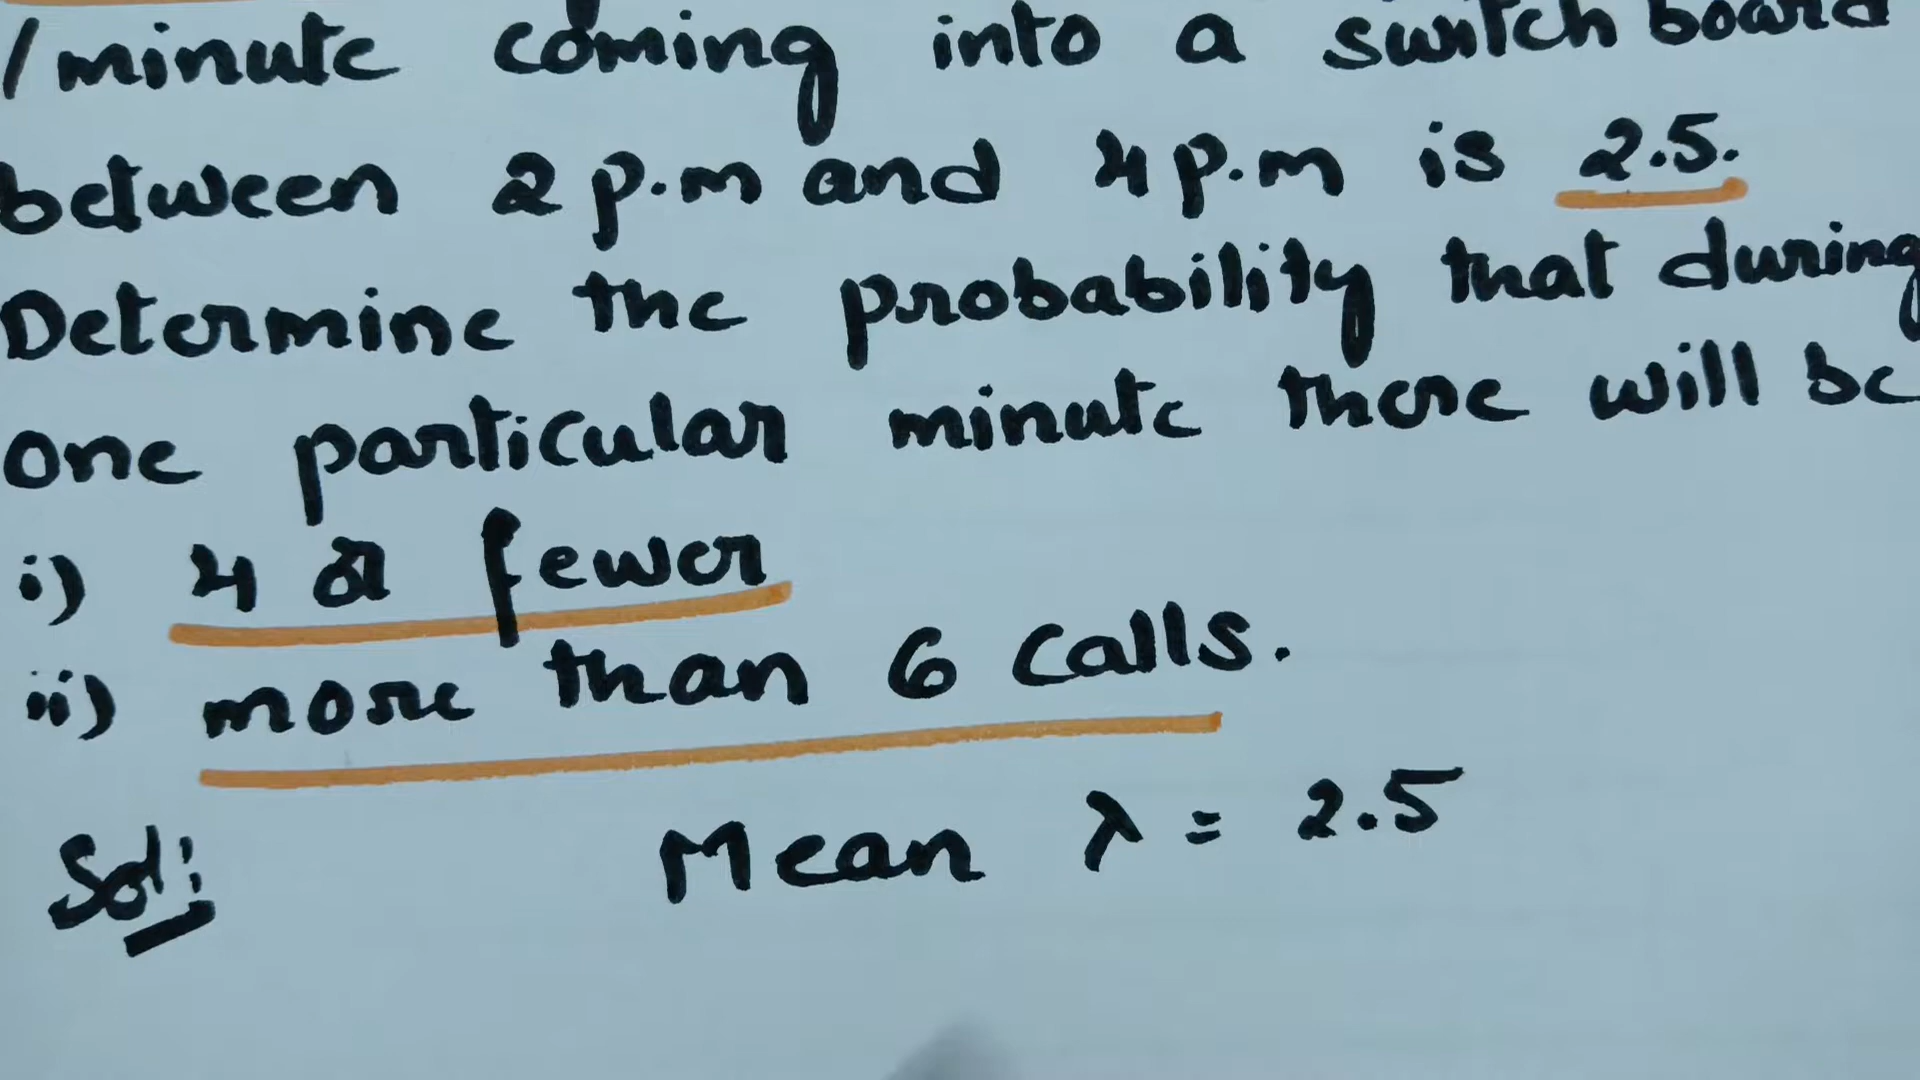 /minute coming into a switch board
between 2 p.m and 4 p.m is 2.5.
Determine the probability that during
one particular minute there will be
i) 4 or fewer
ii) more than 6 calls.
Sol: Mean λ = 2.5